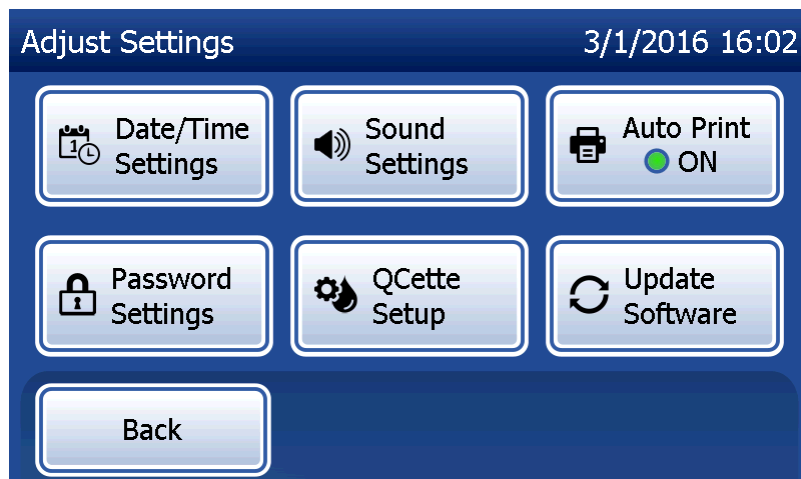 Adjust Settings 3/1/2016 16:02
Date/Time
Settings
Sound
Settings
Auto Print
ON
Password
Settings
QCette
Setup
Update
Software
Back